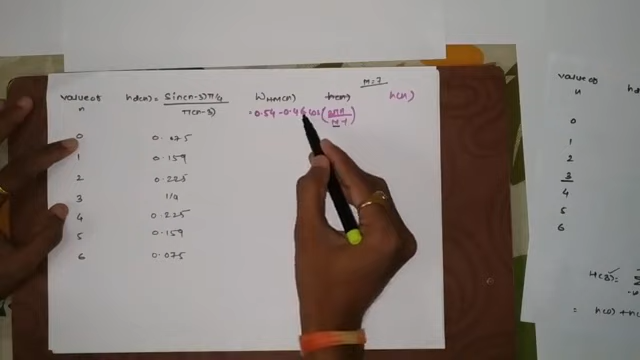 M=7
value of n hd(n) = sin(n-3)π/4 / π(n-3) WHM(n) h(n)
= 0.54 - 0.46 cos(2πn / M-1)
0 0.075
1 0.159
2 0.225
3 1/4
4 0.225
5 0.159
6 0.075
value of n hd
0
1
2
3
4
5
6
H(z) =
= h(0) + h(